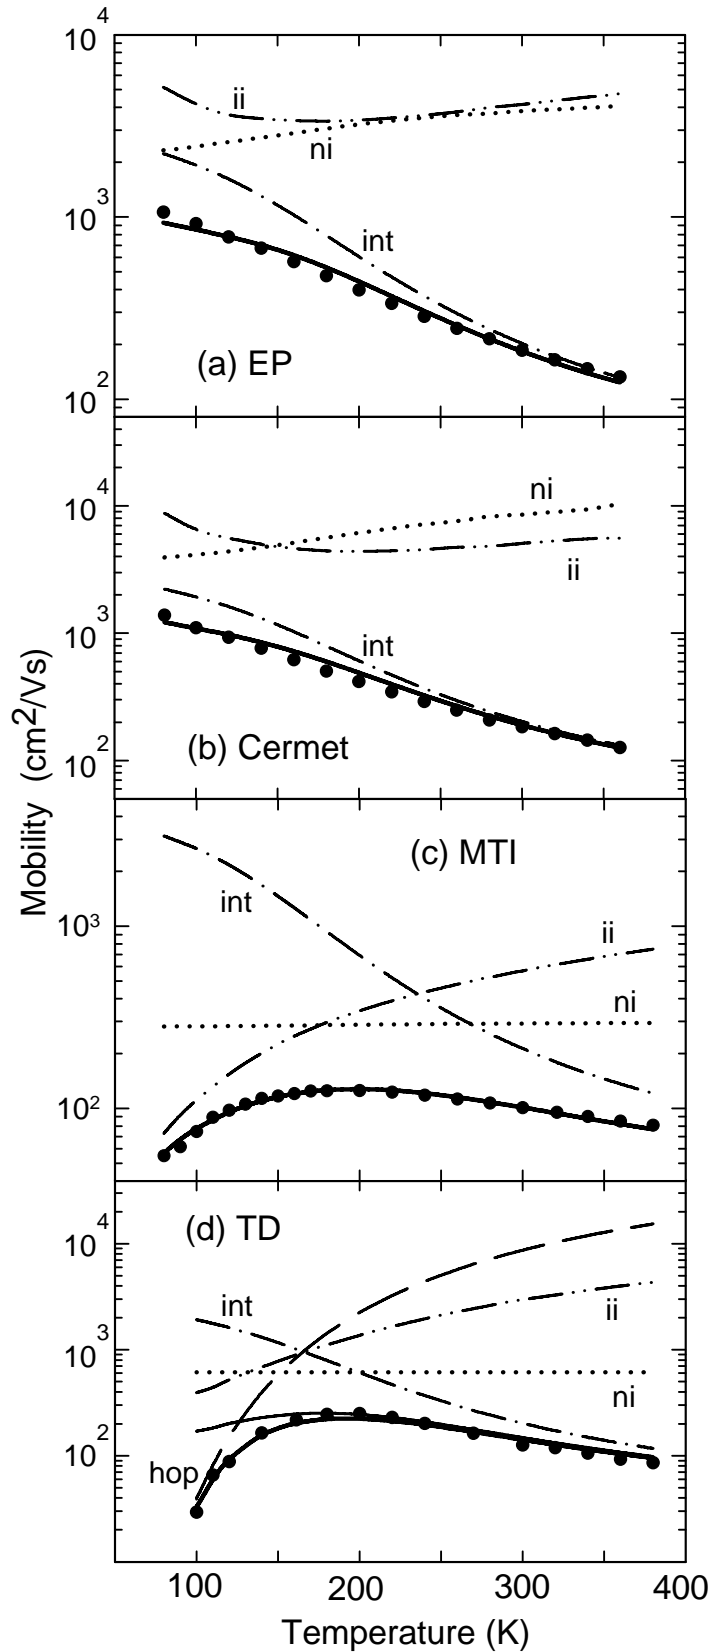 10^4
ii
ni
10^3
int
(a) EP
10^2
10^4
ni
ii
10^3
int
(b) Cermet
10^2
Mobility (cm^2/Vs)
(c) MTI
int
10^3
ii
ni
10^2
(d) TD
10^4
int
ii
10^3
ni
hop
10^2
100 200 300 400
Temperature (K)